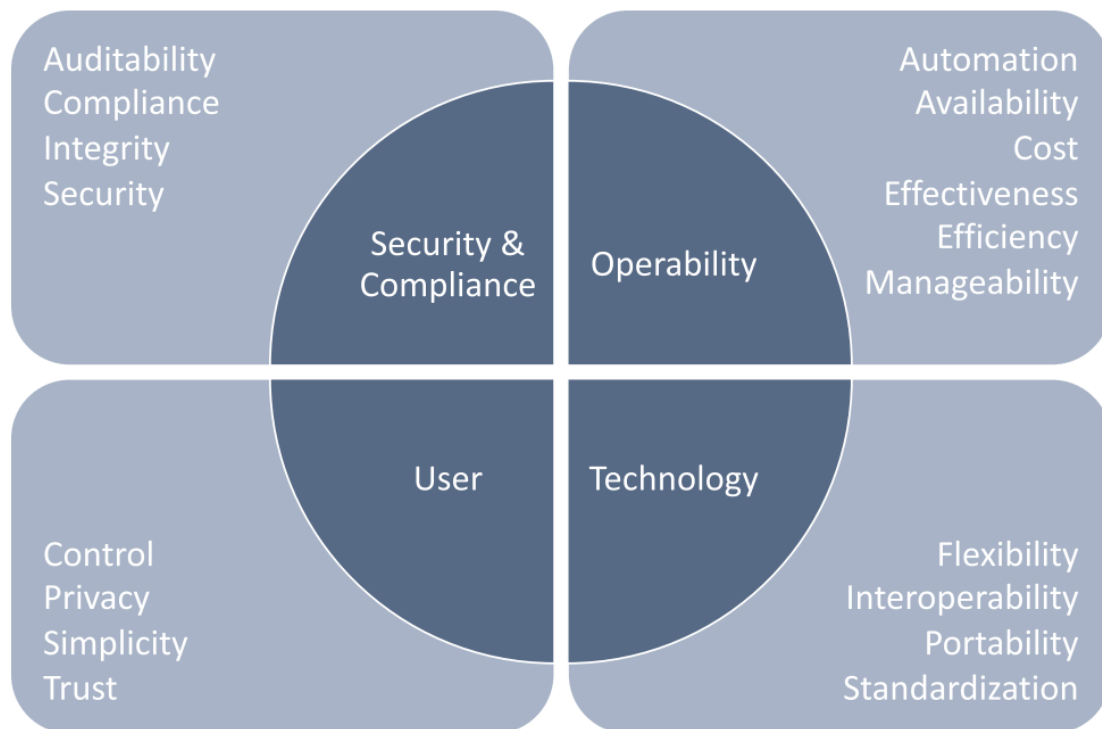 Auditability
Compliance
Integrity
Security
Security &
Compliance
Automation
Availability
Cost
Effectiveness
Efficiency
Manageability
Operability
User
Control
Privacy
Simplicity
Trust
Technology
Flexibility
Interoperability
Portability
Standardization